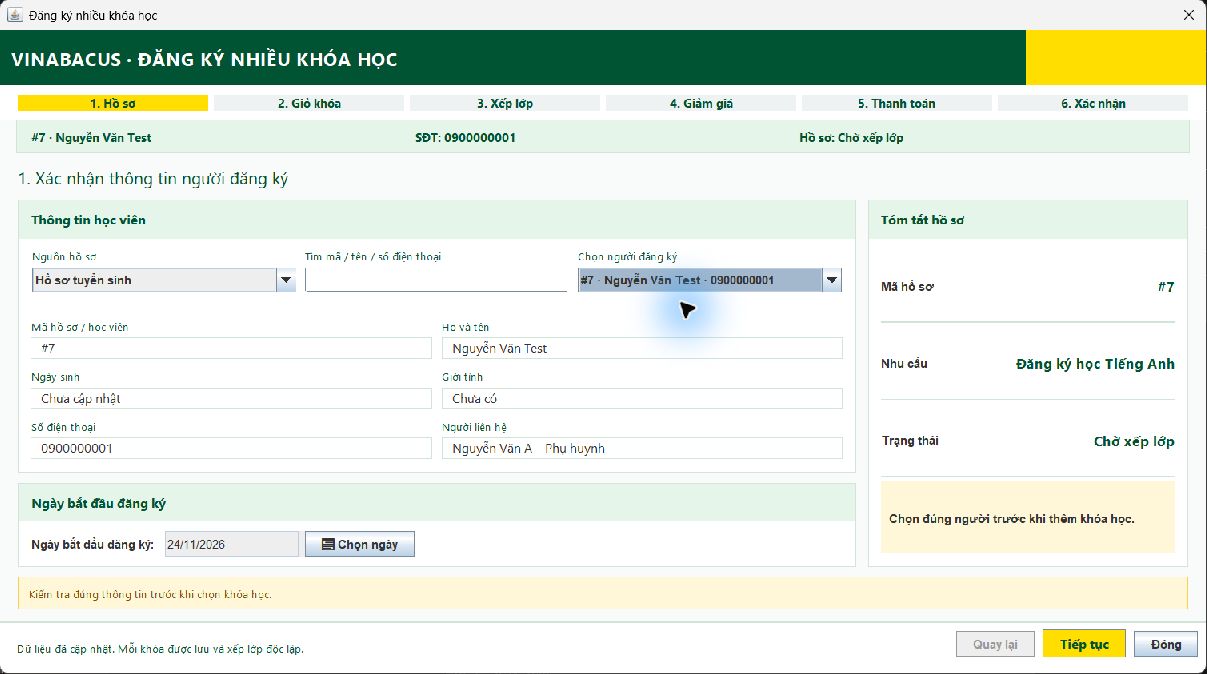 Đăng ký nhiều khóa học
VINABACUS · ĐĂNG KÝ NHIỀU KHÓA HỌC
1. Hồ sơ
2. Giỏ khóa
3. Xếp lớp
4. Giảm giá
5. Thanh toán
6. Xác nhận
#7 · Nguyễn Văn Test
SĐT: 0900000001
Hồ sơ: Chờ xếp lớp
1. Xác nhận thông tin người đăng ký
Thông tin học viên
Nguồn hồ sơ
Tìm mã / tên / số điện thoại
Chọn người đăng ký
Hồ sơ tuyển sinh
#7 · Nguyễn Văn Test · 0900000001
Mã hồ sơ / học viên
Họ và tên
#7
Nguyễn Văn Test
Ngày sinh
Giới tính
Chưa cập nhật
Chưa có
Số điện thoại
Người liên hệ
0900000001
Nguyễn Văn A Phụ huynh
Ngày bắt đầu đăng ký
Ngày bắt đầu đăng ký:
24/11/2026
Chọn ngày
Tóm tắt hồ sơ
Mã hồ sơ
#7
Nhu cầu
Đăng ký học Tiếng Anh
Trạng thái
Chờ xếp lớp
Chọn đúng người trước khi thêm khóa học.
Kiểm tra đúng thông tin trước khi chọn khóa học.
Dữ liệu đã cập nhật. Mỗi khóa được lưu và xếp lớp độc lập.
Quay lại
Tiếp tục
Đóng